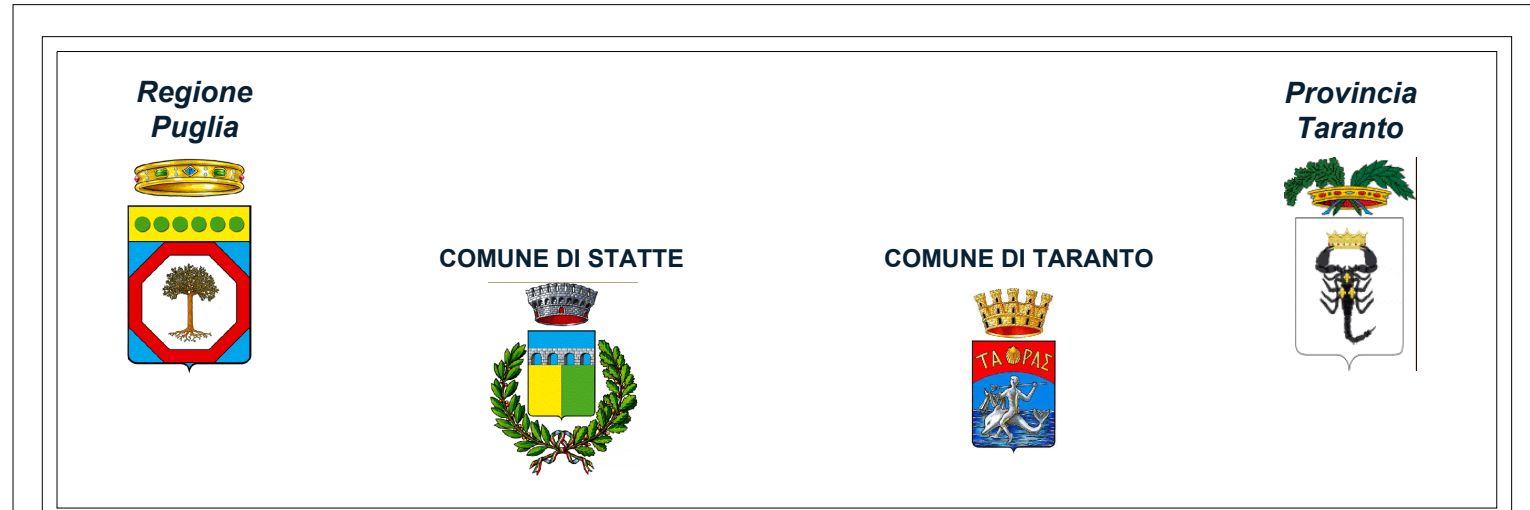 Regione
Puglia
Provincia
Taranto
COMUNE DI STATTE
COMUNE DI TARANTO
ΤΑ ΡΑΣ